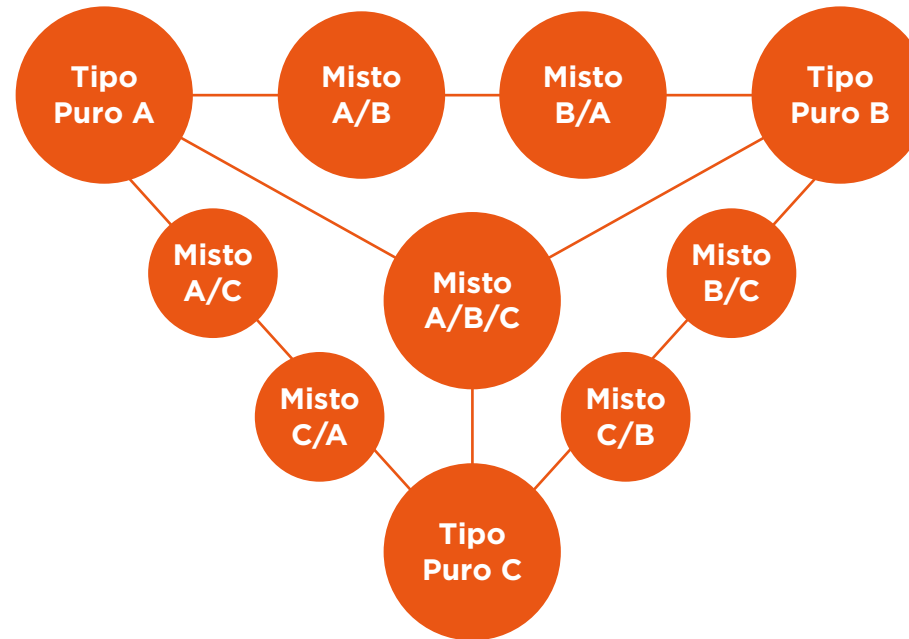 Tipo
Puro A
Misto
A/B
Misto
B/A
Tipo
Puro B
Misto
A/C
Misto
A/B/C
Misto
B/C
Misto
C/A
Misto
C/B
Tipo
Puro C